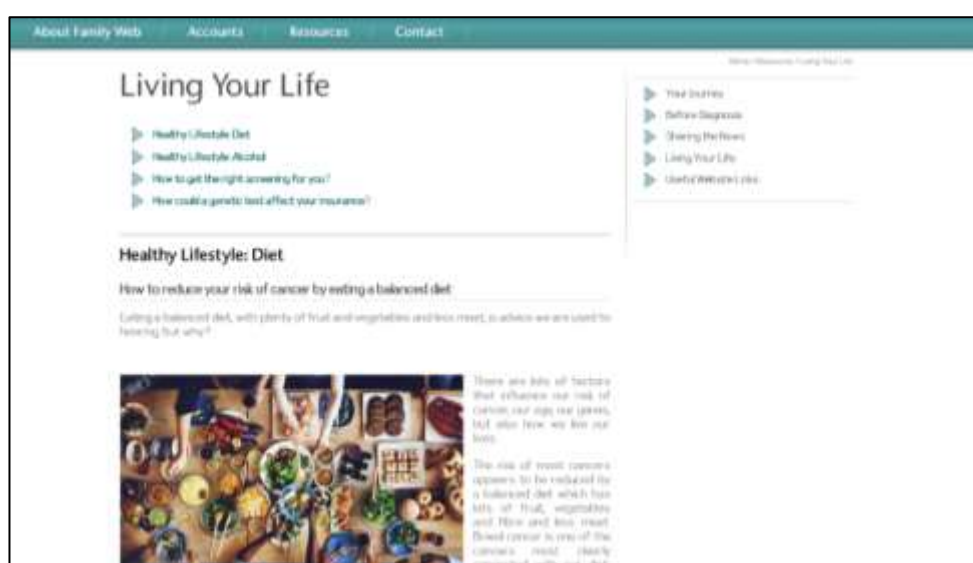 About Family Web Accounts Resources Contact
Home / Resources / Living Your Life
Living Your Life
Healthy Lifestyle: Diet
Healthy Lifestyle: Alcohol
How to get the right screening for you?
How could a genetic test affect your insurance?
Your Journey
Before Diagnosis
Sharing the News
Living Your Life
Useful Website Links
Healthy Lifestyle: Diet
How to reduce your risk of cancer by eating a balanced diet
Eating a balanced diet, with plenty of fruit and vegetables and less meet, is advice we are used to
hearing, but why?
There are lots of factors
that influence our risk of
cancer, our age, our genes,
but also how we live our
lives.
The risk of most cancers
appears to be reduced by
a balanced diet which has
lots of fruit, vegetables
and fibre and less meat.
Bowel cancer is one of the
cancers most clearly